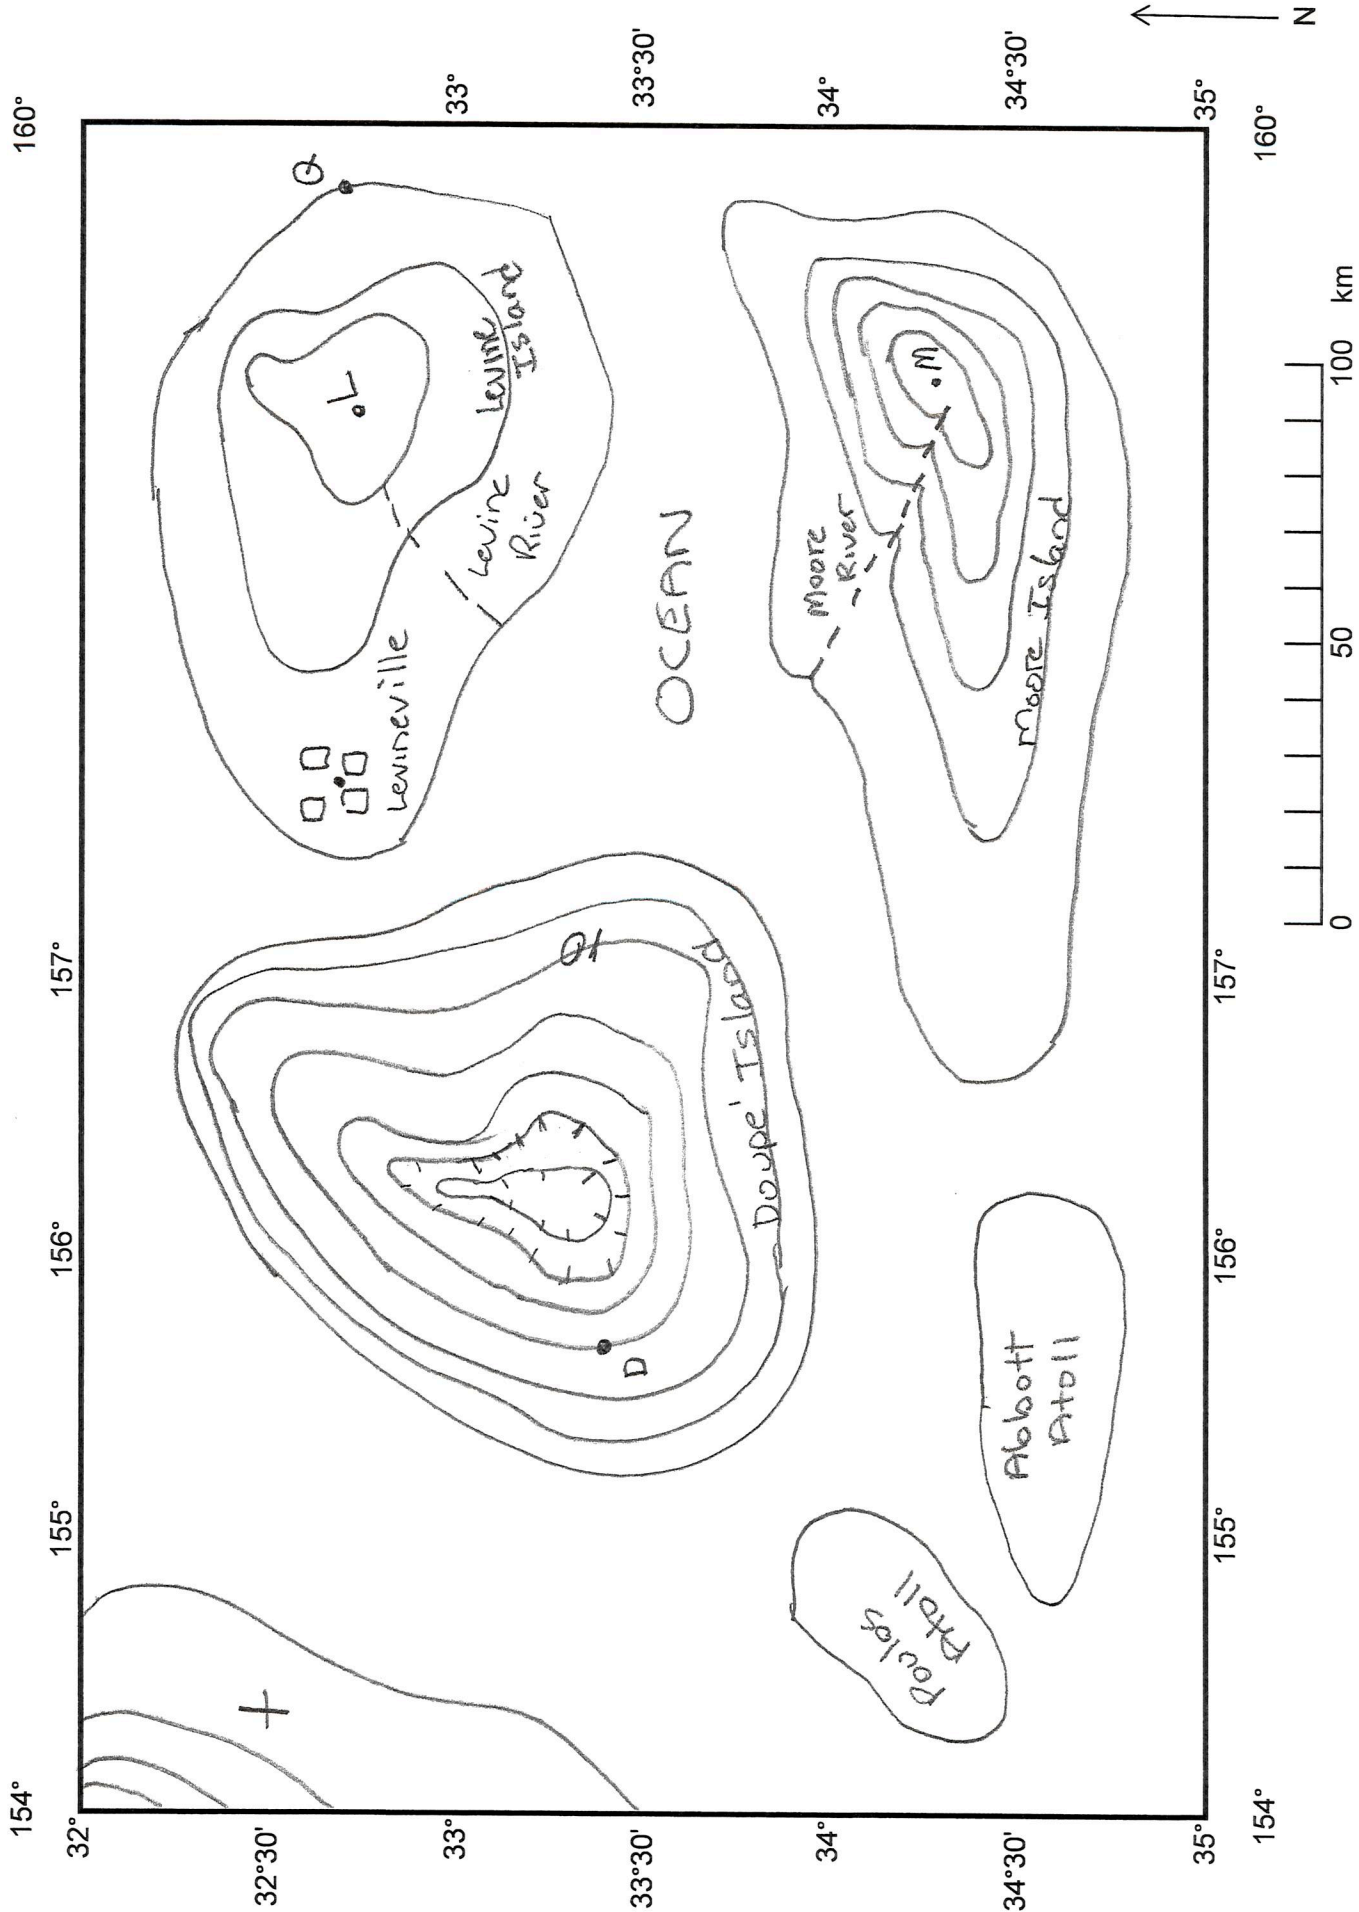 154° 155° 156° 157° 160°
32°
32°30'
33°
33°30'
34°
34°30'
35°
Q
L
Levineville
Levine
Island
Levine
River
D
Doupe' Island
OCEAN
Poulos
Atoll
Abbott
Atoll
Moore
River
M
Moore Island
33°
33°30'
34°
34°30'
35°
154° 155° 156° 157° 160°
0 50 100 km
N